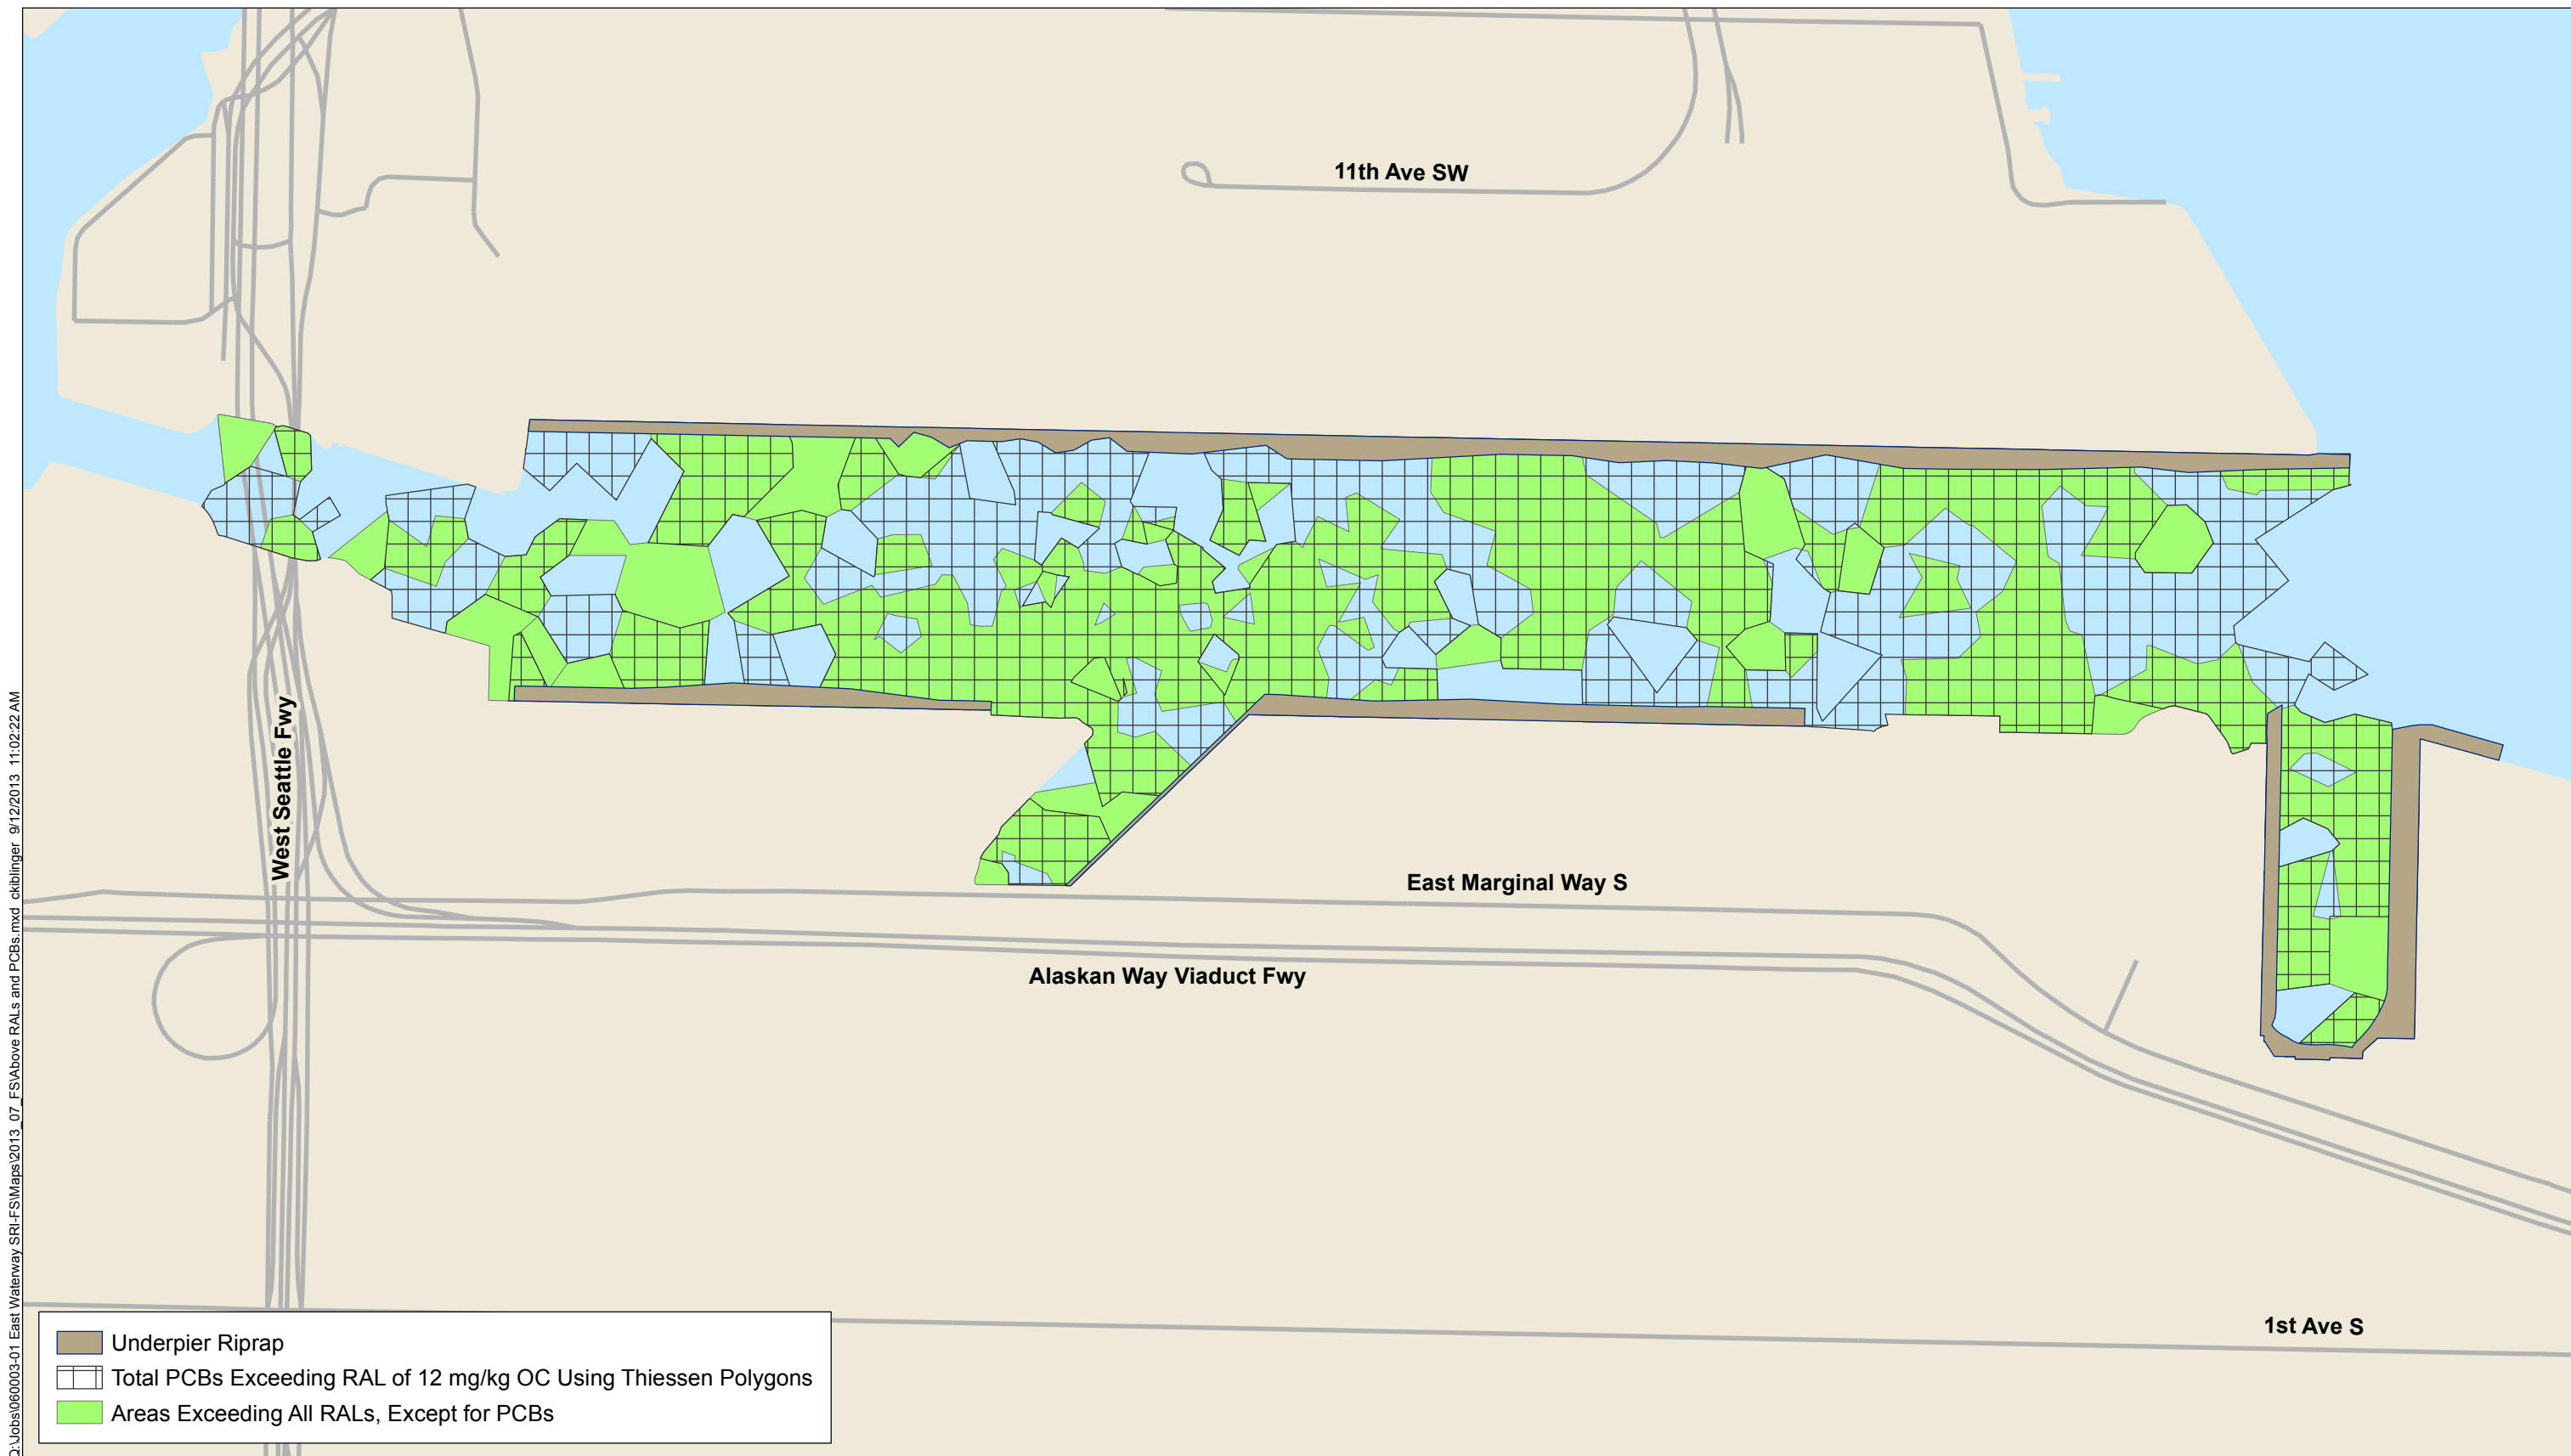 11th Ave SW
West Seattle Fwy
East Marginal Way S
Alaskan Way Viaduct Fwy
1st Ave S
Underpier Riprap
Total PCBs Exceeding RAL of 12 mg/kg OC Using Thiessen Polygons
Areas Exceeding All RALs, Except for PCBs
Q:\Jobs\060003-01 East Waterway SRI-FS\Maps\2013_07_FS\Above RALs and PCBs.mxd ckiblinger 9/12/2013 11:02:22 AM